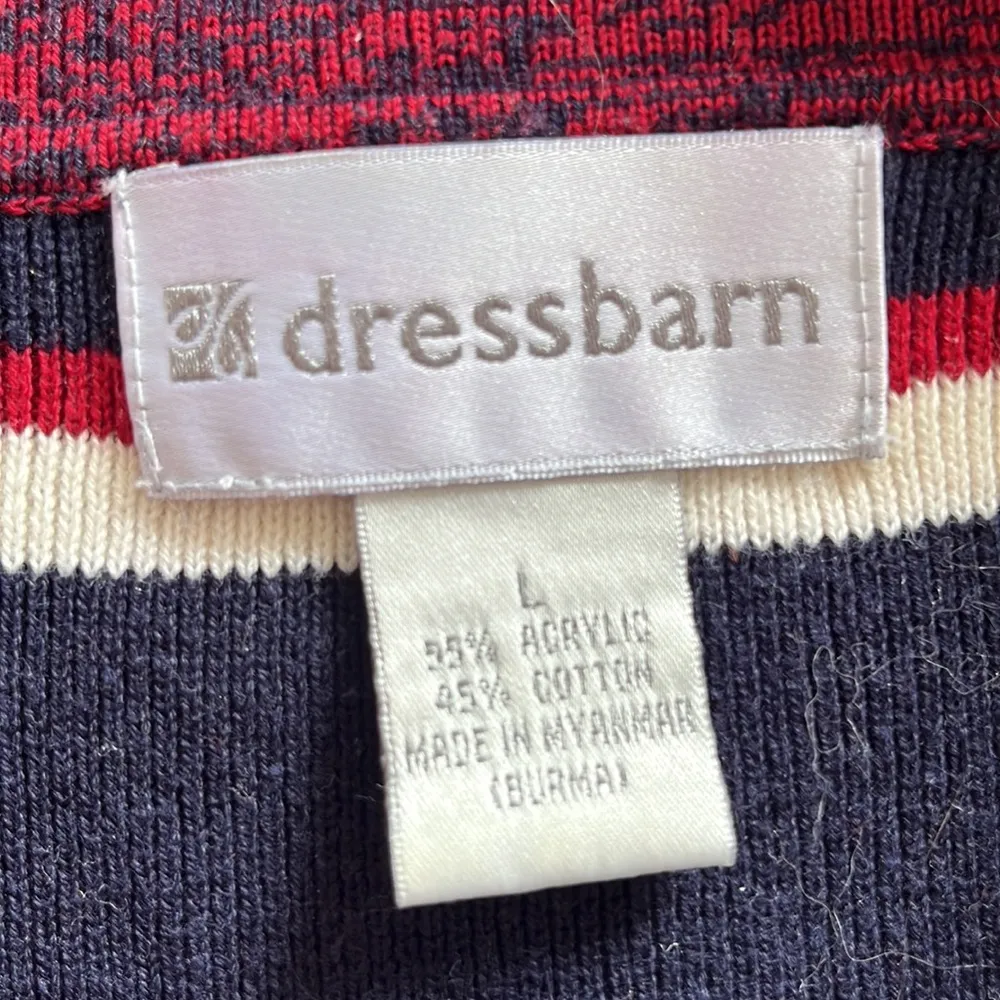 dressbarn
L
55% ACRYLIC
45% COTTON
MADE IN MYANMAR
(BURMA)